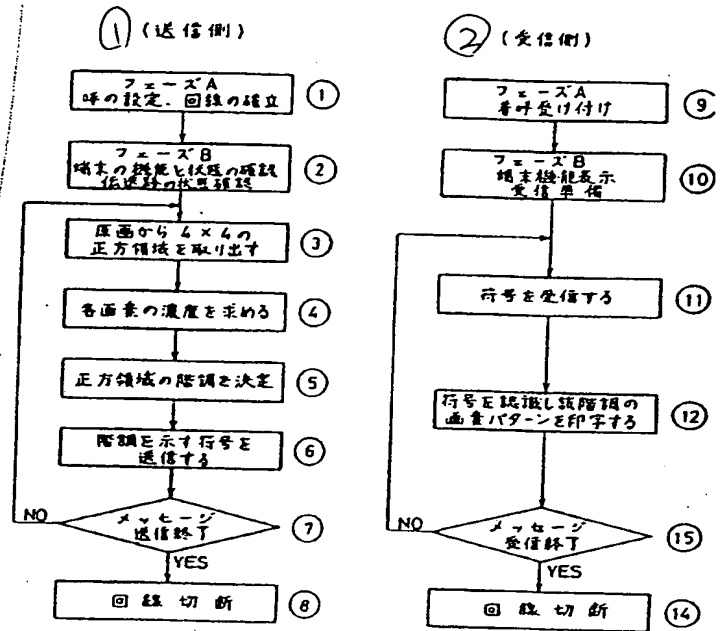 ① (送信側)
フェーズA
呼の設定、回線の確立
①
フェーズB
端末の機能と状態の確認
伝送路の状態確認
②
原画から4×4の
正方領域を取り出す
③
各画素の濃度を求める
④
正方領域の階調を決定
⑤
階調を示す符号を
送信する
⑥
メッセージ
送信終了
⑦
NO
YES
回線切断
⑧
② (受信側)
フェーズA
着呼受け付け
⑨
フェーズB
端末機能表示
受信準備
⑩
符号を受信する
⑪
符号を認識し該階調の
画素パターンを印字する
⑫
メッセージ
受信終了
⑮
NO
YES
回線切断
⑭